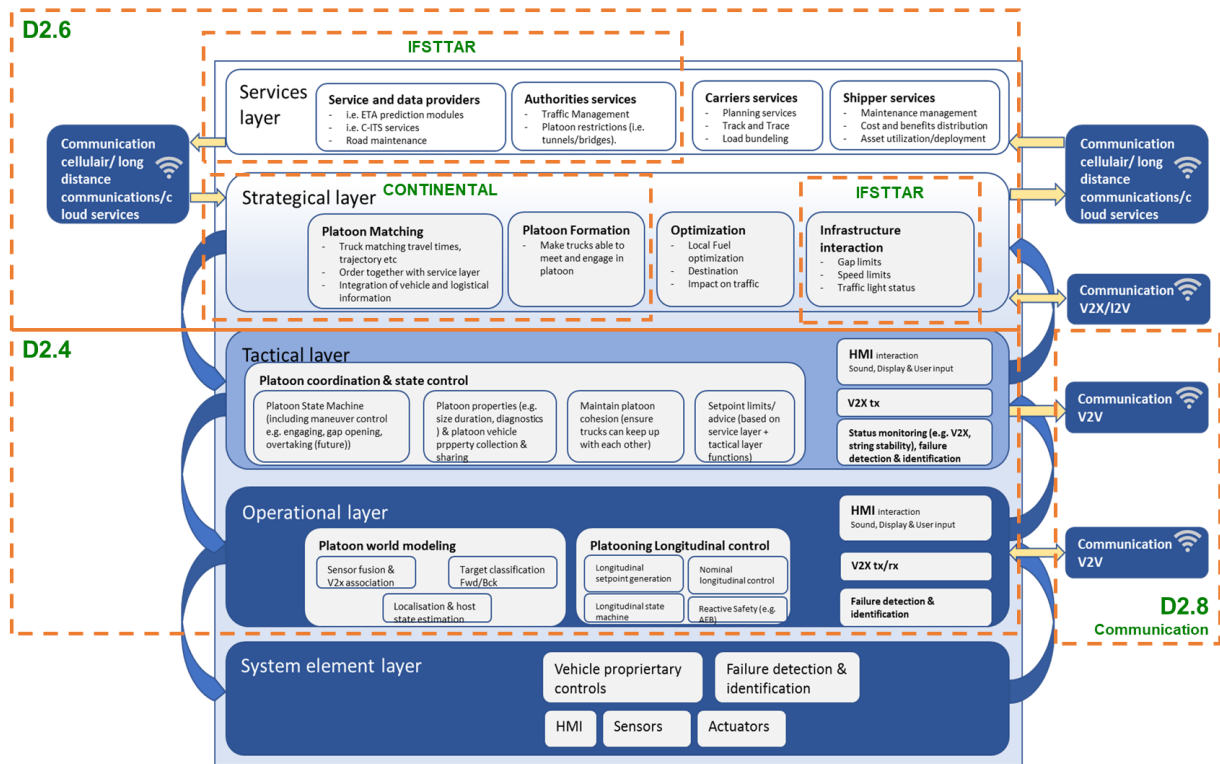 D2.6
IFSTTAR
Services
layer
Service and data providers
- i.e. ETA prediction modules
- i.e. C-ITS services
- Road maintenance
Authorities services
- Traffic Management
- Platoon restrictions (i.e.
tunnels/bridges).
Carriers services
- Planning services
- Track and Trace
- Load bundeling
Shipper services
- Maintenance management
- Cost and benefits distribution
- Asset utilization/deployment
Communication
cellulair/ long
distance
communications/c
loud services
Communication
cellulair/ long
distance
communications/c
loud services
CONTINENTAL
IFSTTAR
Strategical layer
Platoon Matching
- Truck matching travel times,
trajectory etc
- Order together with service layer
- Integration of vehicle and logistical
information
Platoon Formation
- Make trucks able to
meet and engage in
platoon
Optimization
- Local Fuel
optimization
- Destination
- Impact on traffic
Infrastructure
interaction
- Gap limits
- Speed limits
- Traffic light status
Communication
V2X/I2V
D2.4
Tactical layer
Platoon coordination & state control
Platoon State Machine
(including maneuver control
e.g. engaging, gap opening,
overtaking (future))
Platoon properties (e.g.
size duration, diagnostics
) & platoon vehicle
prpperty collection &
sharing
Maintain platoon
cohesion (ensure
trucks can keep up
with each other)
Setpoint limits/
advice (based on
service layer +
tactical layer
functions)
HMI interaction
Sound, Display & User input
V2X tx
Status monitoring (e.g. V2X,
string stability), failure
detection & identification
Communication
V2V
Operational layer
Platoon world modeling
Sensor fusion &
V2x association
Target classification
Fwd/Bck
Localisation & host
state estimation
Platooning Longitudinal control
Longitudinal
setpoint generation
Nominal
longitudinal control
Longitudinal state
machine
Reactive Safety (e.g.
AEB)
HMI interaction
Sound, Display & User input
V2X tx/rx
Failure detection &
identification
Communication
V2V
D2.8
Communication
System element layer
Vehicle propriertary
controls
Failure detection &
identification
HMI
Sensors
Actuators